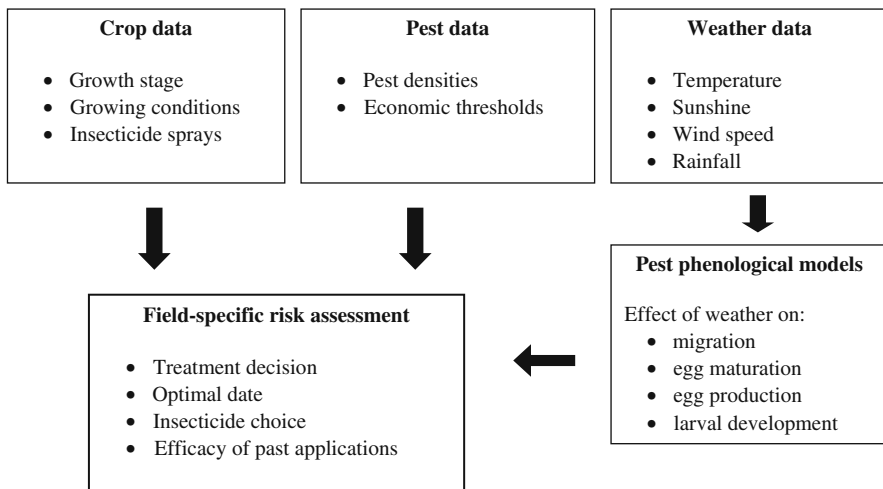 Crop data
• Growth stage
• Growing conditions
• Insecticide sprays
Pest data
• Pest densities
• Economic thresholds
Weather data
• Temperature
• Sunshine
• Wind speed
• Rainfall
Pest phenological models
Effect of weather on:
• migration
• egg maturation
• egg production
• larval development
Field-specific risk assessment
• Treatment decision
• Optimal date
• Insecticide choice
• Efficacy of past applications